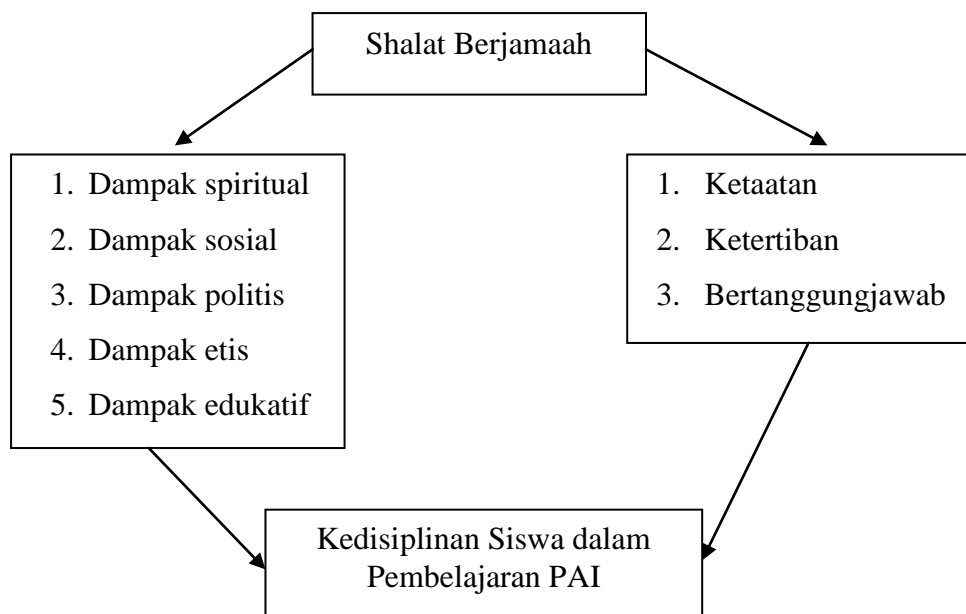 Shalat Berjamaah
1. Dampak spiritual
2. Dampak sosial
3. Dampak politis
4. Dampak etis
5. Dampak edukatif
1. Ketaatan
2. Ketertiban
3. Bertanggungjawab
Kedisiplinan Siswa dalam
Pembelajaran PAI